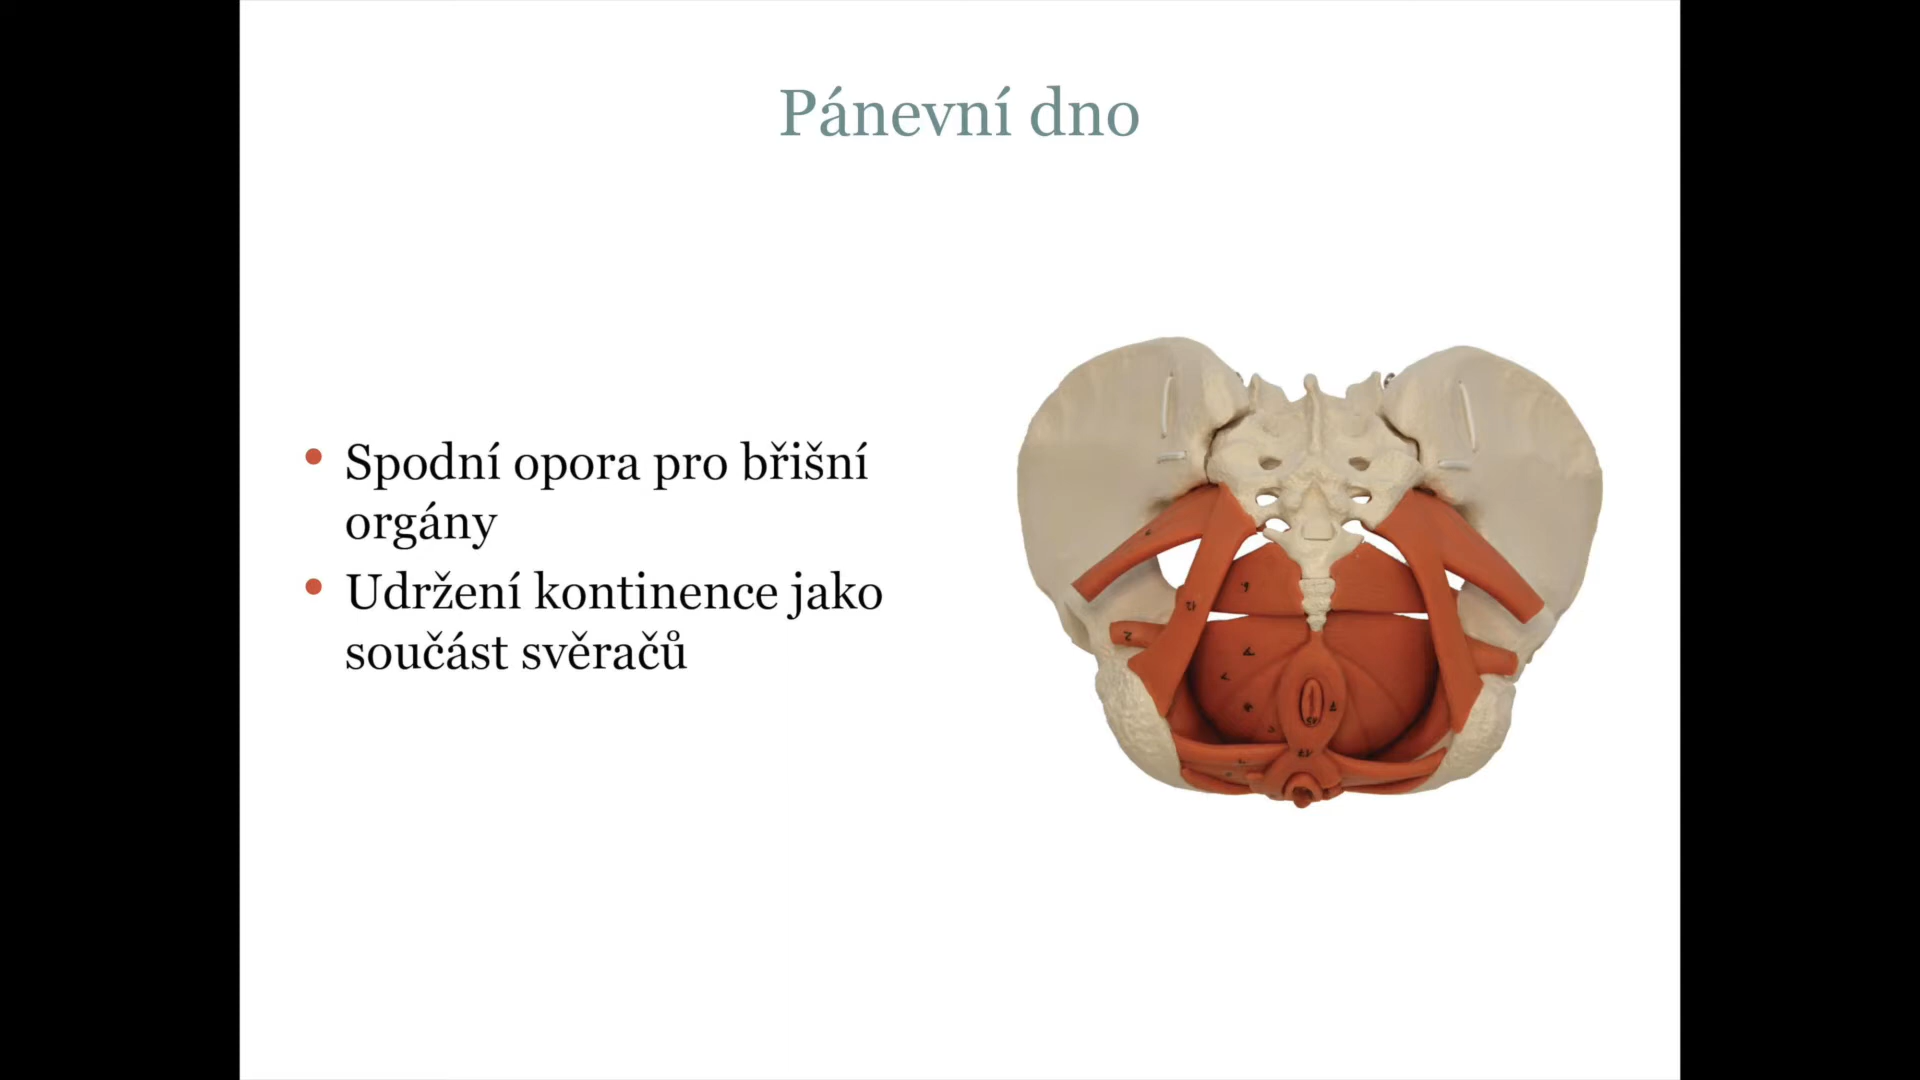 Pánevní dno
• Spodní opora pro břišní
orgány
• Udržení kontinence jako
součást svěračů